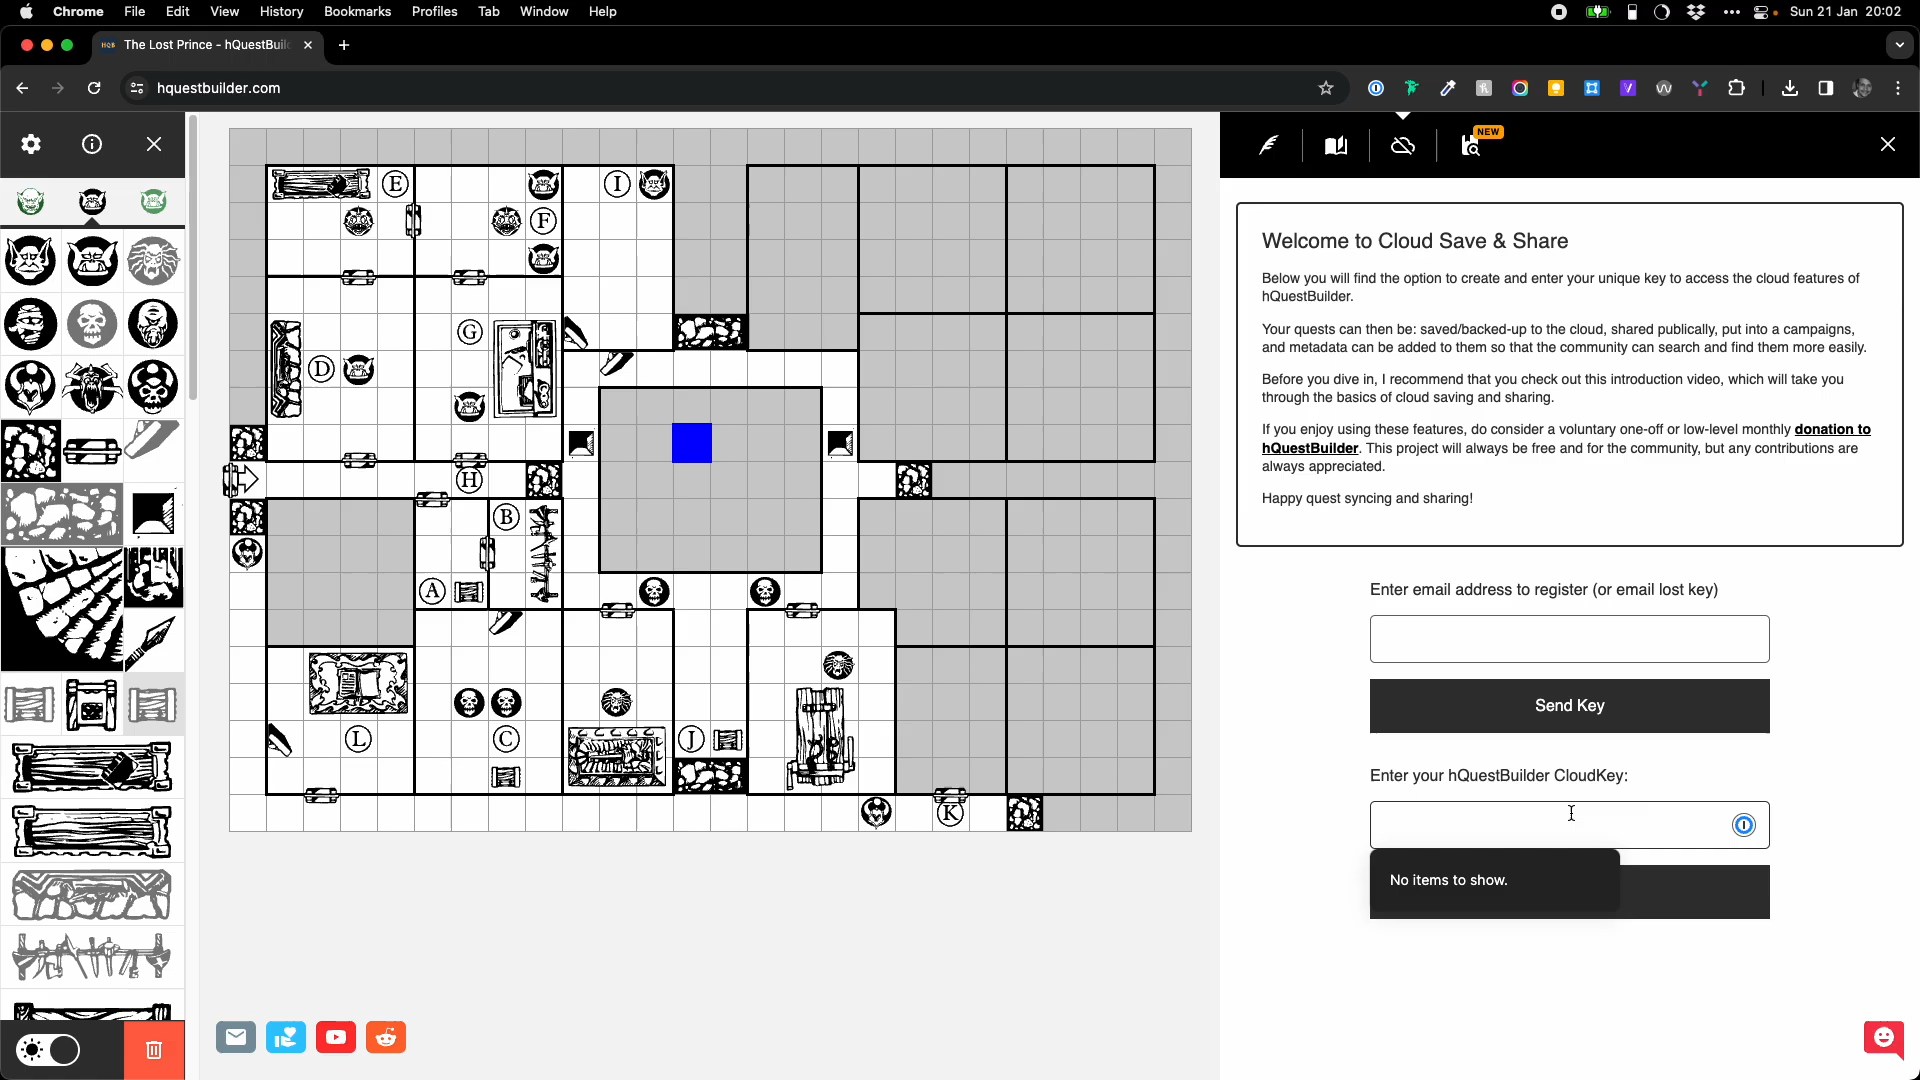 Chrome File Edit View History Bookmarks Profiles Tab Window Help Sun 21 Jan 20:02
HQB The Lost Prince - hQuestBuil
hquestbuilder.com
NEW
E
I
F
G
D
H
B
A
L
C
J
K
Welcome to Cloud Save & Share
Below you will find the option to create and enter your unique key to access the cloud features of
hQuestBuilder.
Your quests can then be: saved/backed-up to the cloud, shared publically, put into a campaigns,
and metadata can be added to them so that the community can search and find them more easily.
Before you dive in, I recommend that you check out this introduction video, which will take you
through the basics of cloud saving and sharing.
If you enjoy using these features, do consider a voluntary one-off or low-level monthly donation to
hQuestBuilder. This project will always be free and for the community, but any contributions are
always appreciated.
Happy quest syncing and sharing!
Enter email address to register (or email lost key)
Send Key
Enter your hQuestBuilder CloudKey:
No items to show.